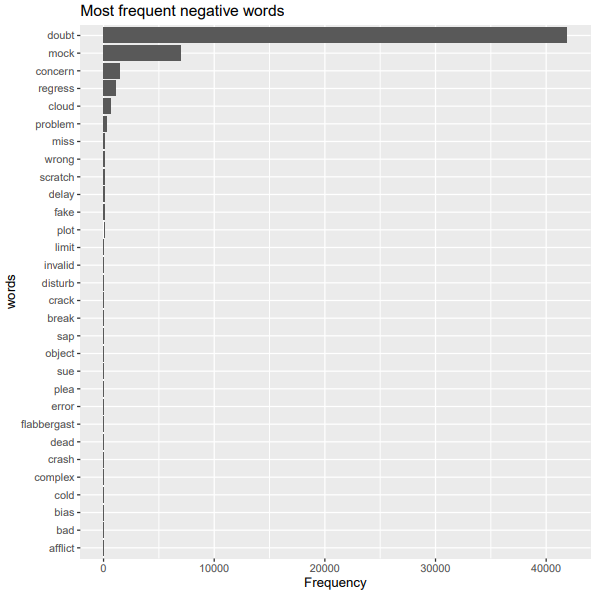 Most frequent negative words
doubt
mock
concern
regress
cloud
problem
miss
wrong
scratch
delay
fake
plot
limit
invalid
disturb
crack
break
sap
object
sue
plea
error
flabbergast
dead
crash
complex
cold
bias
bad
afflict
words
0 10000 20000 30000 40000
Frequency